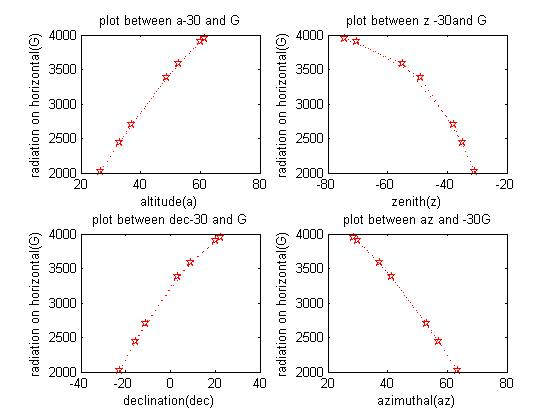 plot between a-30 and G
plot between z -30and G
radiation on horizontal(G)
4000
3500
3000
2500
2000
20 40 60 80
altitude(a)
radiation on horizontal(G)
4000
3500
3000
2500
2000
-80 -60 -40 -20
zenith(z)
plot between dec-30 and G
plot between az and -30G
radiation on horizontal(G)
4000
3500
3000
2500
2000
-40 -20 0 20 40
declination(dec)
radiation on horizontal(G)
4000
3500
3000
2500
2000
20 40 60 80
azimuthal(az)